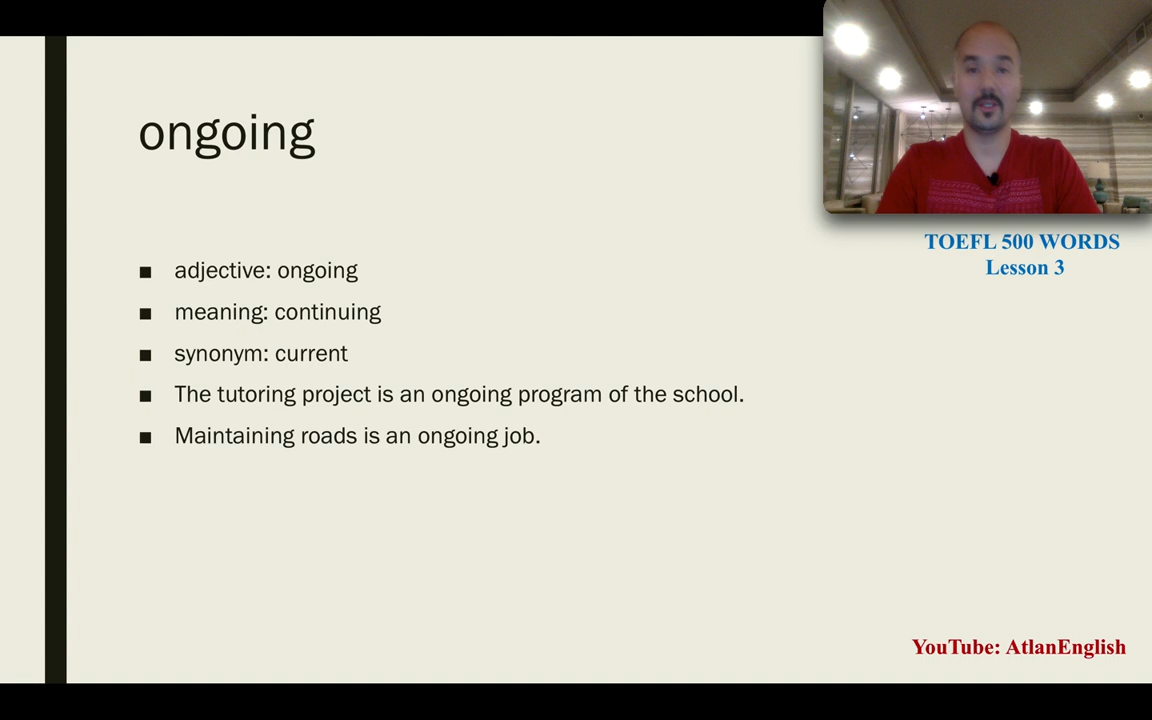 ongoing
adjective: ongoing
meaning: continuing
synonym: current
The tutoring project is an ongoing program of the school.
Maintaining roads is an ongoing job.
TOEFL 500 WORDS
Lesson 3
YouTube: AtlanEnglish